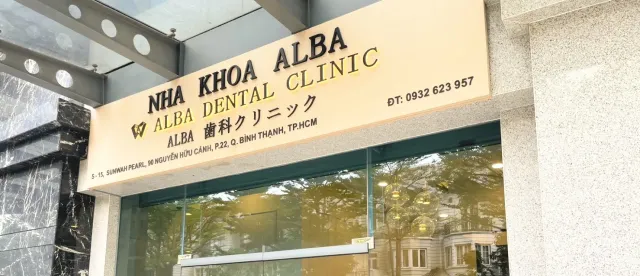 NHA KHOA ALBA
ALBA DENTAL CLINIC
ALBA 歯科クリニック
ĐT: 0932 623 957
S - 15, SUNWAH PEARL, 90 NGUYỄN HỮU CẢNH, P.22, Q. BÌNH THẠNH, TP.HCM